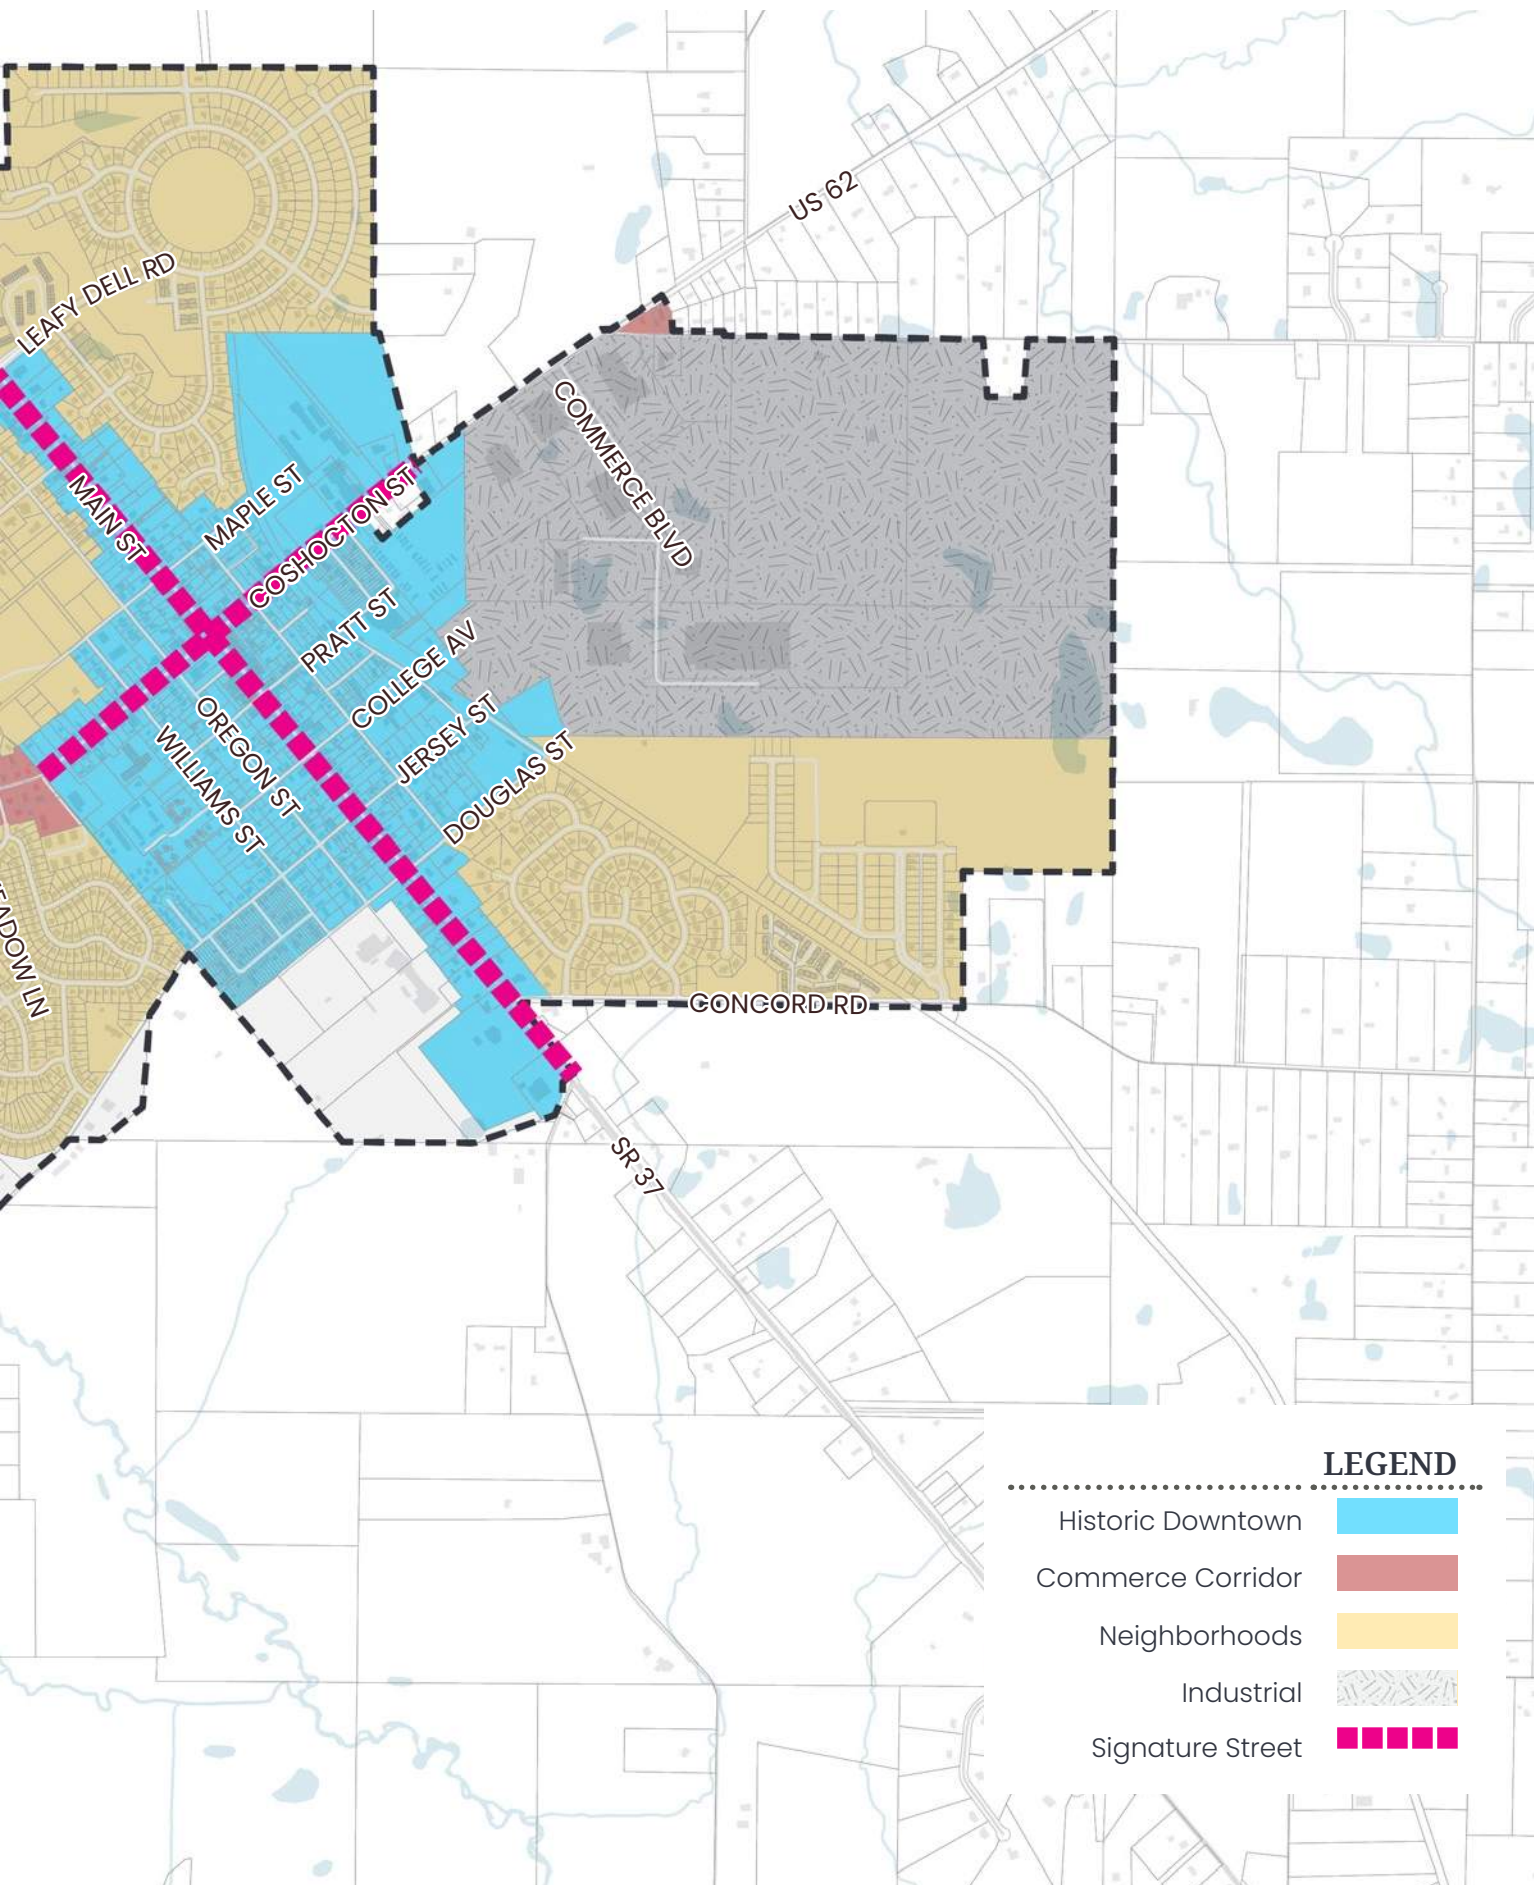 US 62
LEAFY DELL RD
COMMERCE BLVD
MAIN ST
MAPLE ST
COSHOCTON ST
PRATT ST
COLLEGE AV
OREGON ST
WILLIAMS ST
JERSEY ST
DOUGLAS ST
CONCORD RD
SR 37
LEGEND
Historic Downtown
Commerce Corridor
Neighborhoods
Industrial
Signature Street